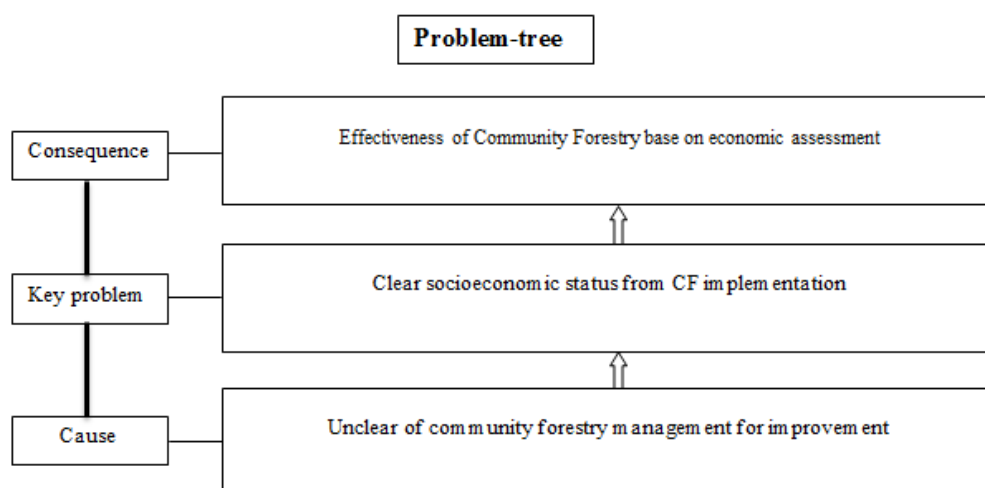 Problem-tree
Consequence
Effectiveness of Community Forestry base on economic assessment
Key problem
Clear socioeconomic status from CF implementation
Cause
Unclear of community forestry management for improvement